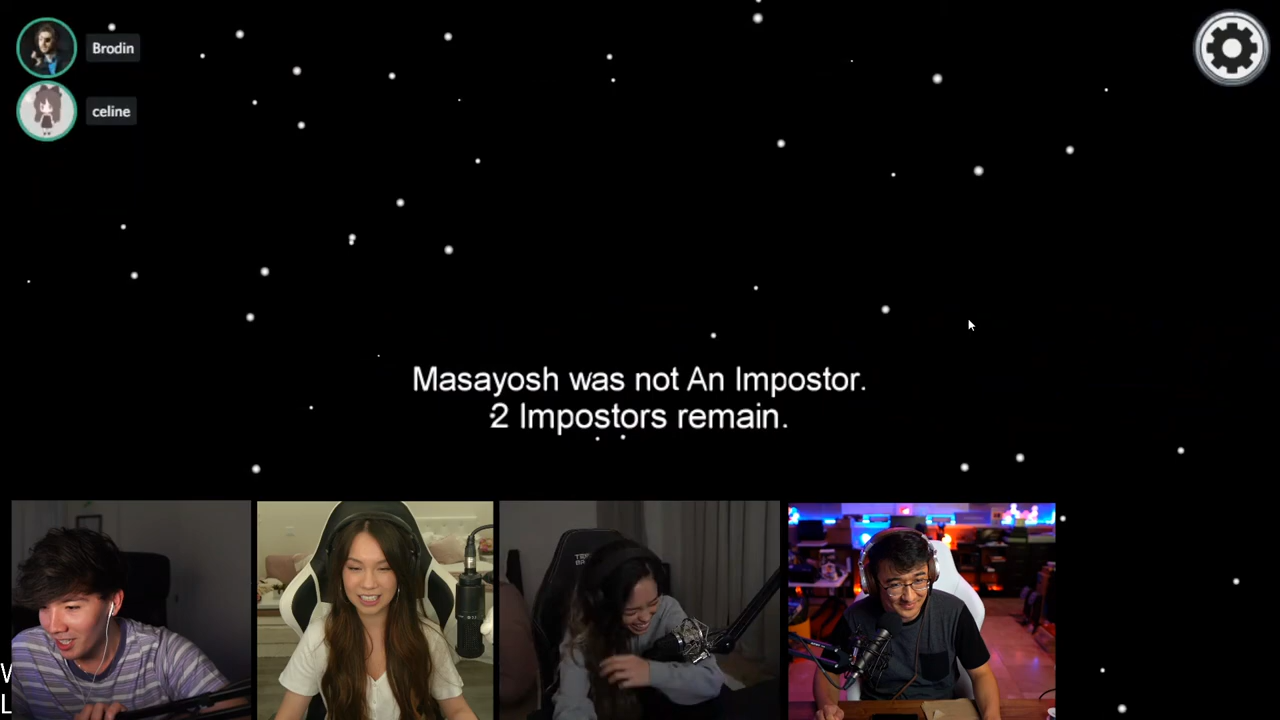 Brodin
celine
Masayosh was not An Impostor.
2 Impostors remain.
W
L